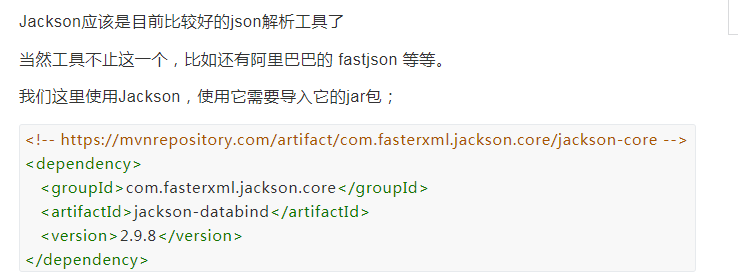 Jackson应该是目前比较好的json解析工具了
当然工具不止这一个，比如还有阿里巴巴的 fastjson 等等。
我们这里使用Jackson，使用它需要导入它的jar包；
<!-- https://mvnrepository.com/artifact/com.fasterxml.jackson.core/jackson-core -->
<dependency>
<groupId>com.fasterxml.jackson.core</groupId>
<artifactId>jackson-databind</artifactId>
<version>2.9.8</version>
</dependency>